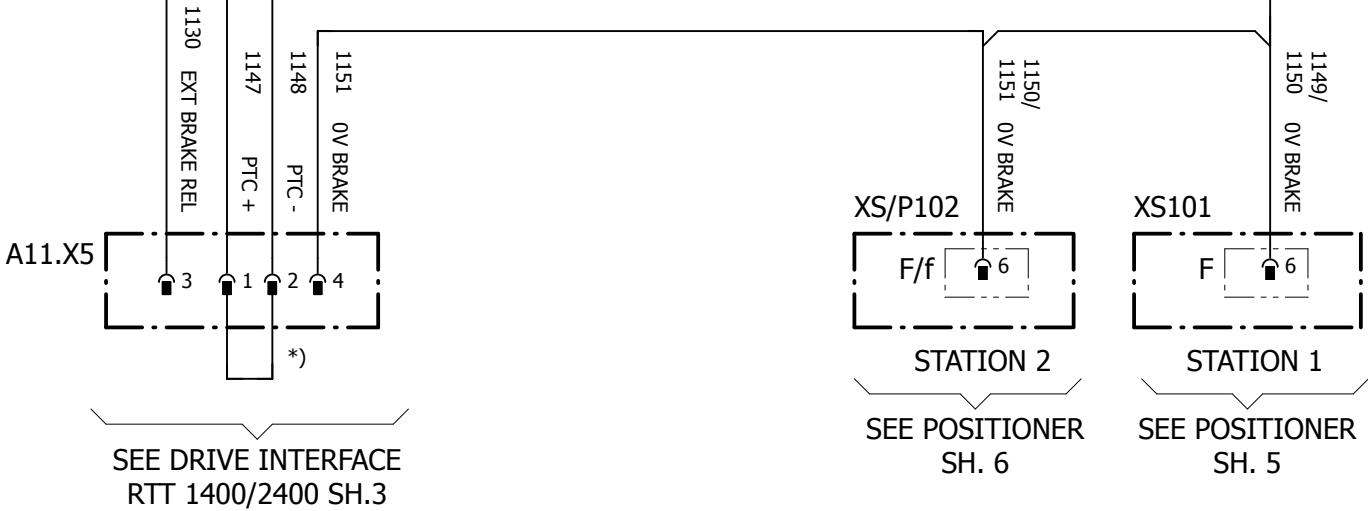 1130 EXT BRAKE REL
1147 PTC +
1148 PTC -
1151 0V BRAKE
1150/
1151 0V BRAKE
1149/
1150 0V BRAKE
XS/P102
XS101
A11.X5
3
1
2
4
F/f
6
F
6
*)
STATION 2
STATION 1
SEE POSITIONER
SH. 6
SEE POSITIONER
SH. 5
SEE DRIVE INTERFACE
RTT 1400/2400 SH.3